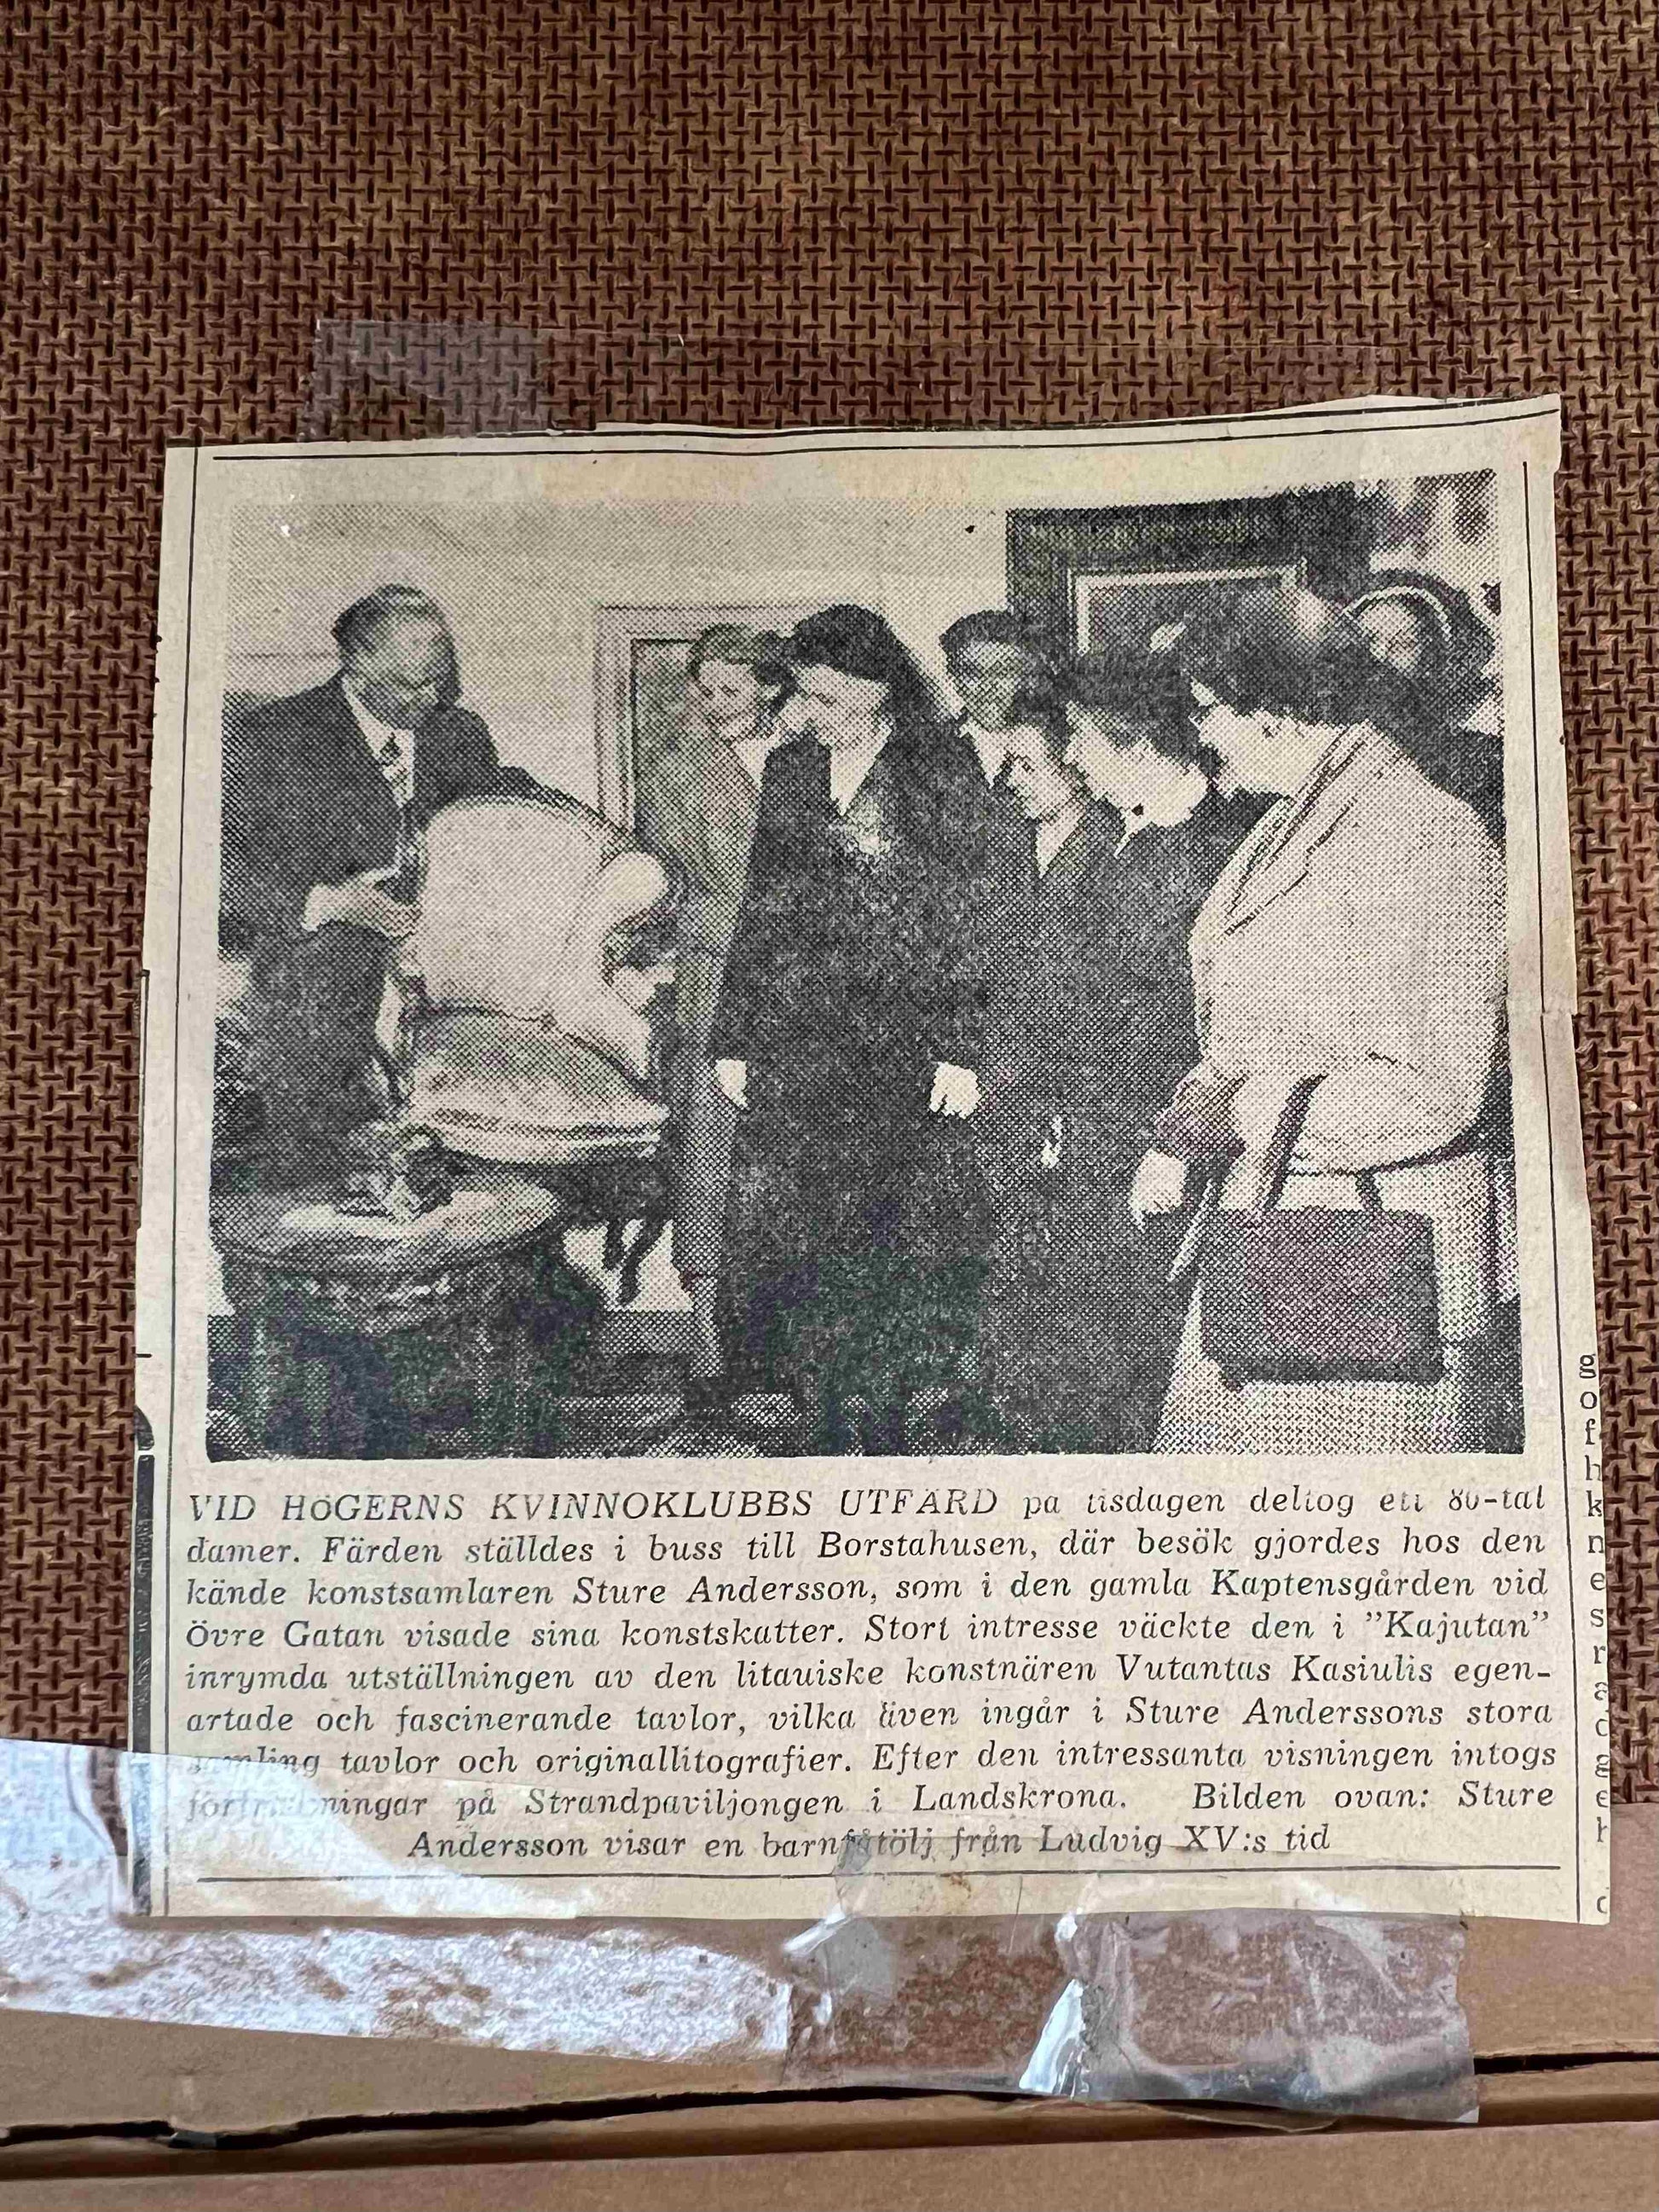 VID HÖGERNS KVINNOKLUBBS UTFÄRD på tisdagen deltog ett 80-tal
damer. Färden ställdes i buss till Borstahusen, där besök gjordes hos den
kände konstsamlaren Sture Andersson, som i den gamla Kaptensgården vid
Övre Gatan visade sina konstskatter. Stort intresse väckte den i ”Kajutan”
inrymda utställningen av den litauiske konstnären Vutantas Kasiulis egen-
artade och fascinerande tavlor, vilka även ingår i Sture Anderssons stora
samling tavlor och originallitografier. Efter den intressanta visningen intogs
förfriskningar på Strandpaviljongen i Landskrona. Bilden ovan: Sture
Andersson visar en barnfåtölj från Ludvig XV:s tid
g
o
f
h
k
n
e
s
r